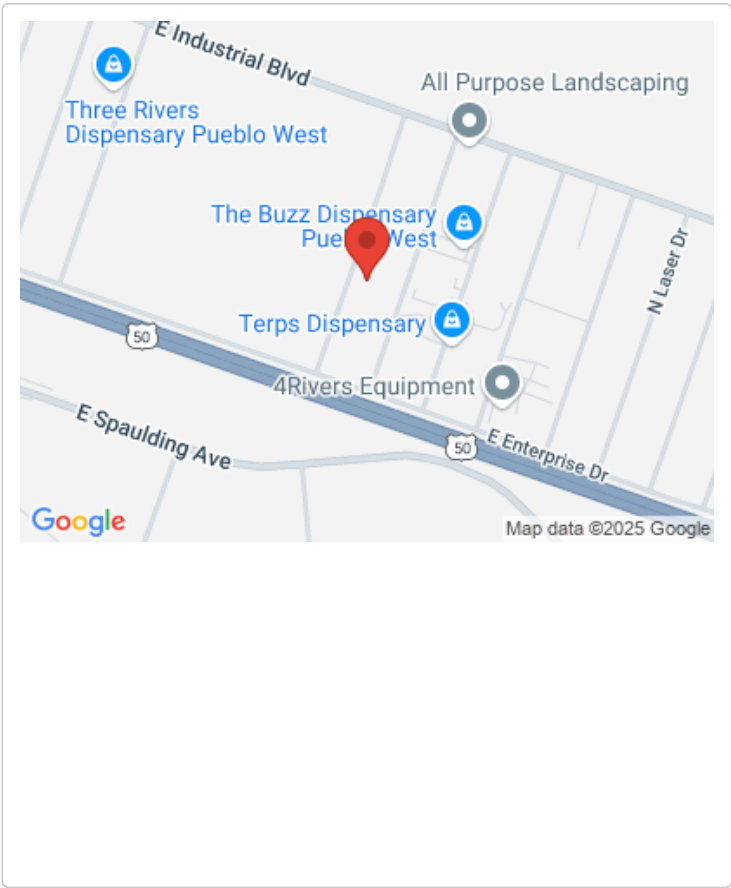 E Industrial Blvd
All Purpose Landscaping
Three Rivers
Dispensary Pueblo West
The Buzz Dispensary
Pueblo West
N Laser Dr
Terps Dispensary
50
4Rivers Equipment
E Spaulding Ave
50
E Enterprise Dr
Google
Map data ©2025 Google